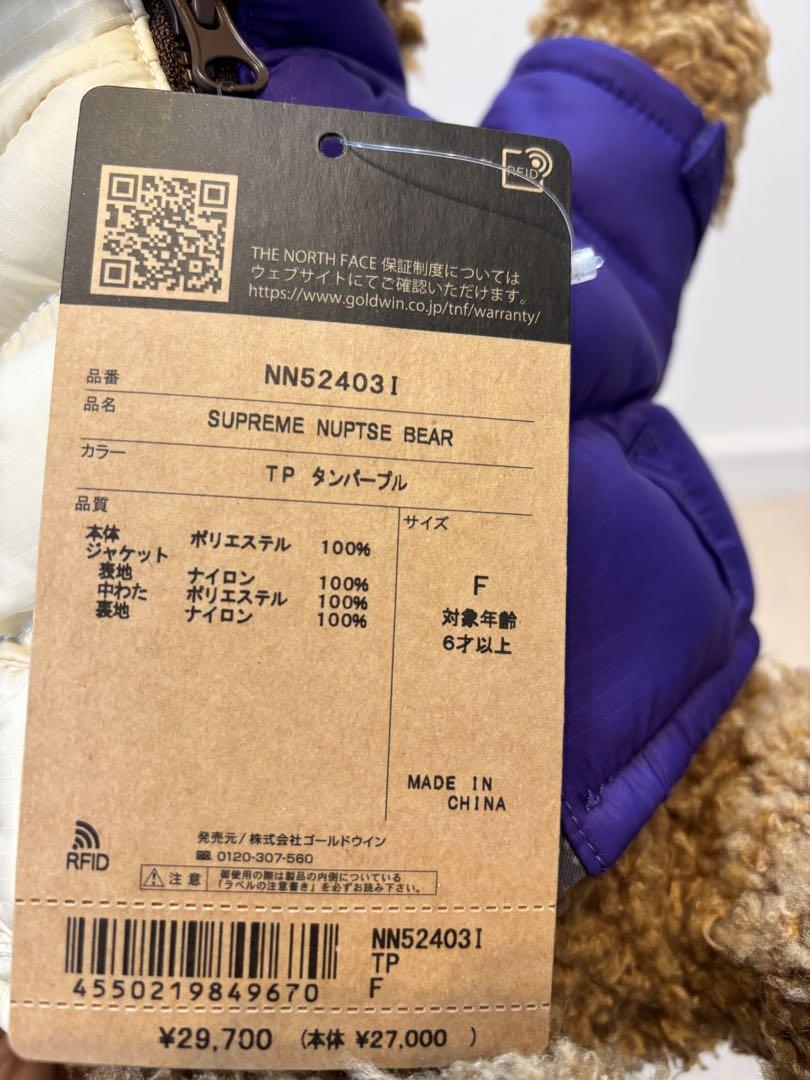 RFID
THE NORTH FACE 保証制度については
ウェブサイトにてご確認いただけます。
https://www.goldwin.co.jp/tnf/warranty/
品番 NN52403I
品名 SUPREME NUPTSE BEAR
カラー TP タンパープル
品質
本体 ポリエステル 100%
ジャケット
表地 ナイロン 100%
中わた ポリエステル 100%
裏地 ナイロン 100%
サイズ
F
対象年齢
6才以上
MADE IN
CHINA
RFID
発売元/株式会社ゴールドウイン
0120-307-560
注意 御使用の際は製品の内側についている
「ラベルの注意書き」を必ずお読み下さい。
4550219849670
NN52403I
TP
F
¥29,700 (本体 ¥27,000 )